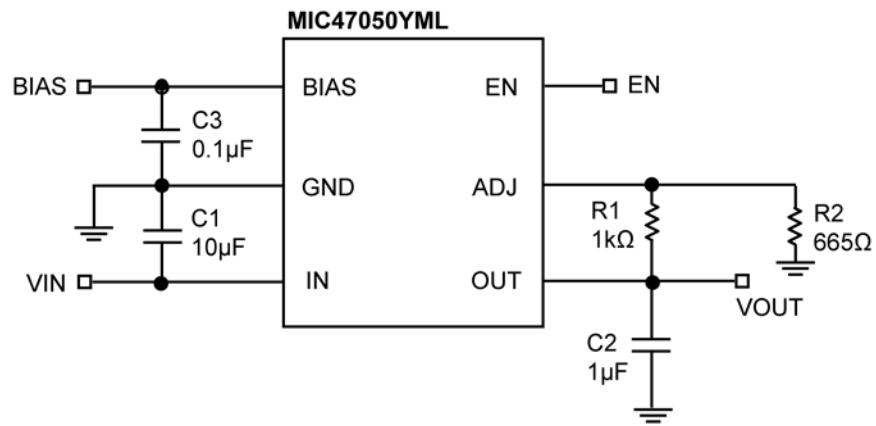 MIC47050YML
BIAS
BIAS
EN
EN
C3
0.1µF
GND
ADJ
C1
10µF
R1
1kΩ
R2
665Ω
VIN
IN
OUT
VOUT
C2
1µF